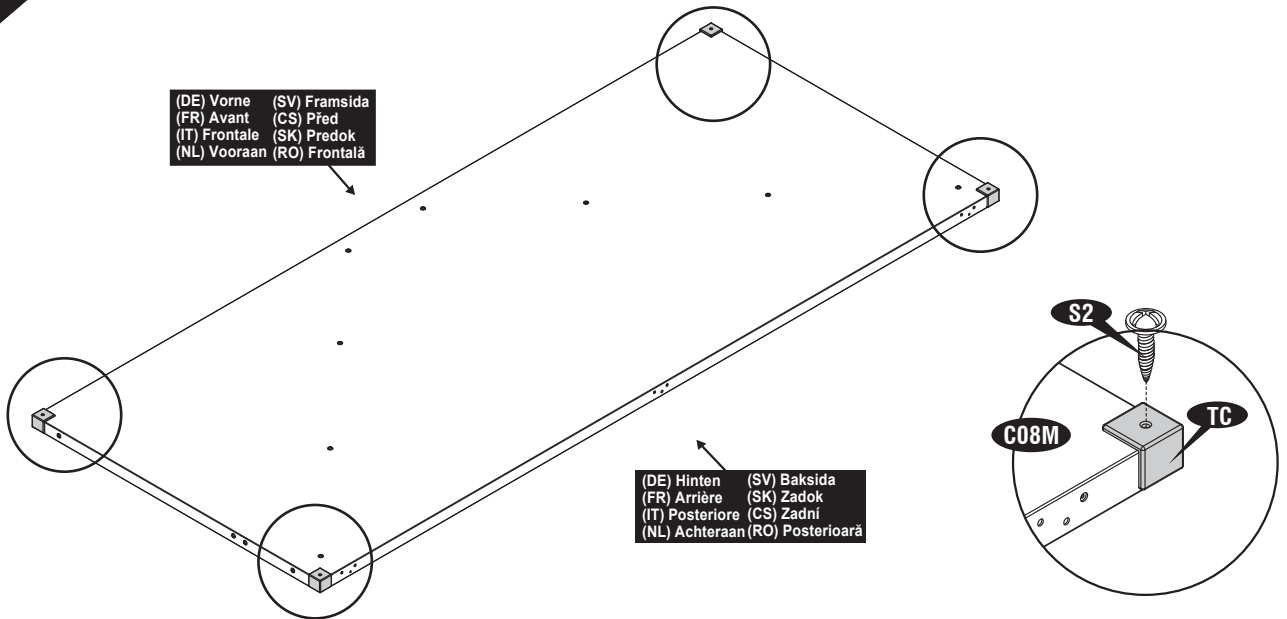 (DE) Vorne (SV) Framsida
(FR) Avant (CS) Před
(IT) Frontale (SK) Predok
(NL) Vooraan (RO) Frontală
S2
TC
C08M
(DE) Hinten (SV) Baksida
(FR) Arrière (SK) Zadok
(IT) Posteriore (CS) Zadní
(NL) Achteraan (RO) Posterioară